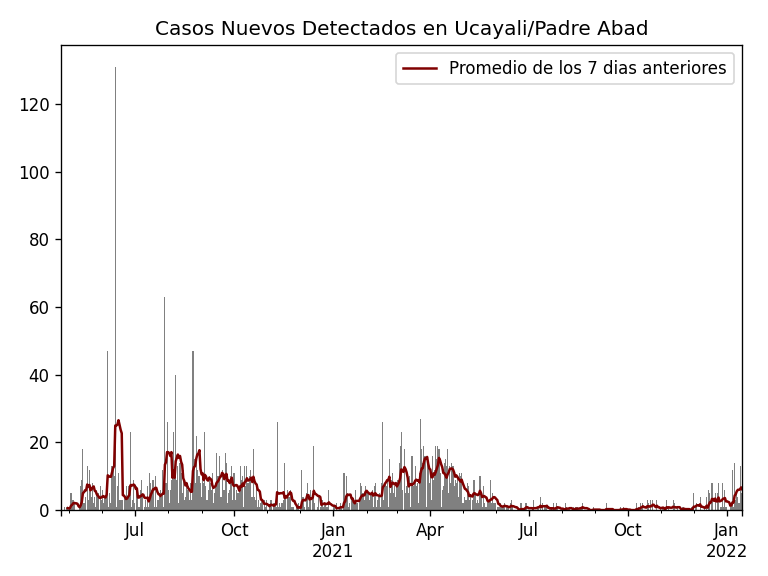 Casos Nuevos Detectados en Ucayali/Padre Abad
Promedio de los 7 dias anteriores
120
100
80
60
40
20
0
Jul
Oct
Jan
2021
Apr
Jul
Oct
Jan
2022